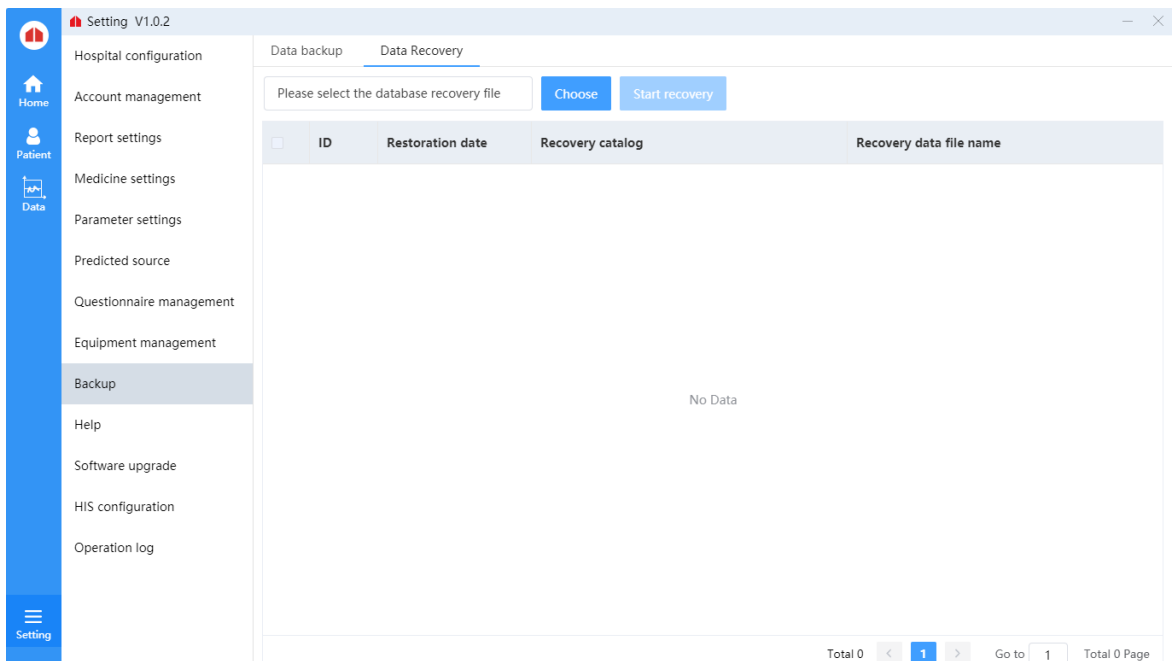 Setting V1.0.2
Home
Patient
Data
Setting
Hospital configuration
Account management
Report settings
Medicine settings
Parameter settings
Predicted source
Questionnaire management
Equipment management
Backup
Help
Software upgrade
HIS configuration
Operation log
Data backup Data Recovery
Please select the database recovery file Choose Start recovery
ID Restoration date Recovery catalog Recovery data file name
No Data
Total 0 < 1 > Go to 1 Total 0 Page